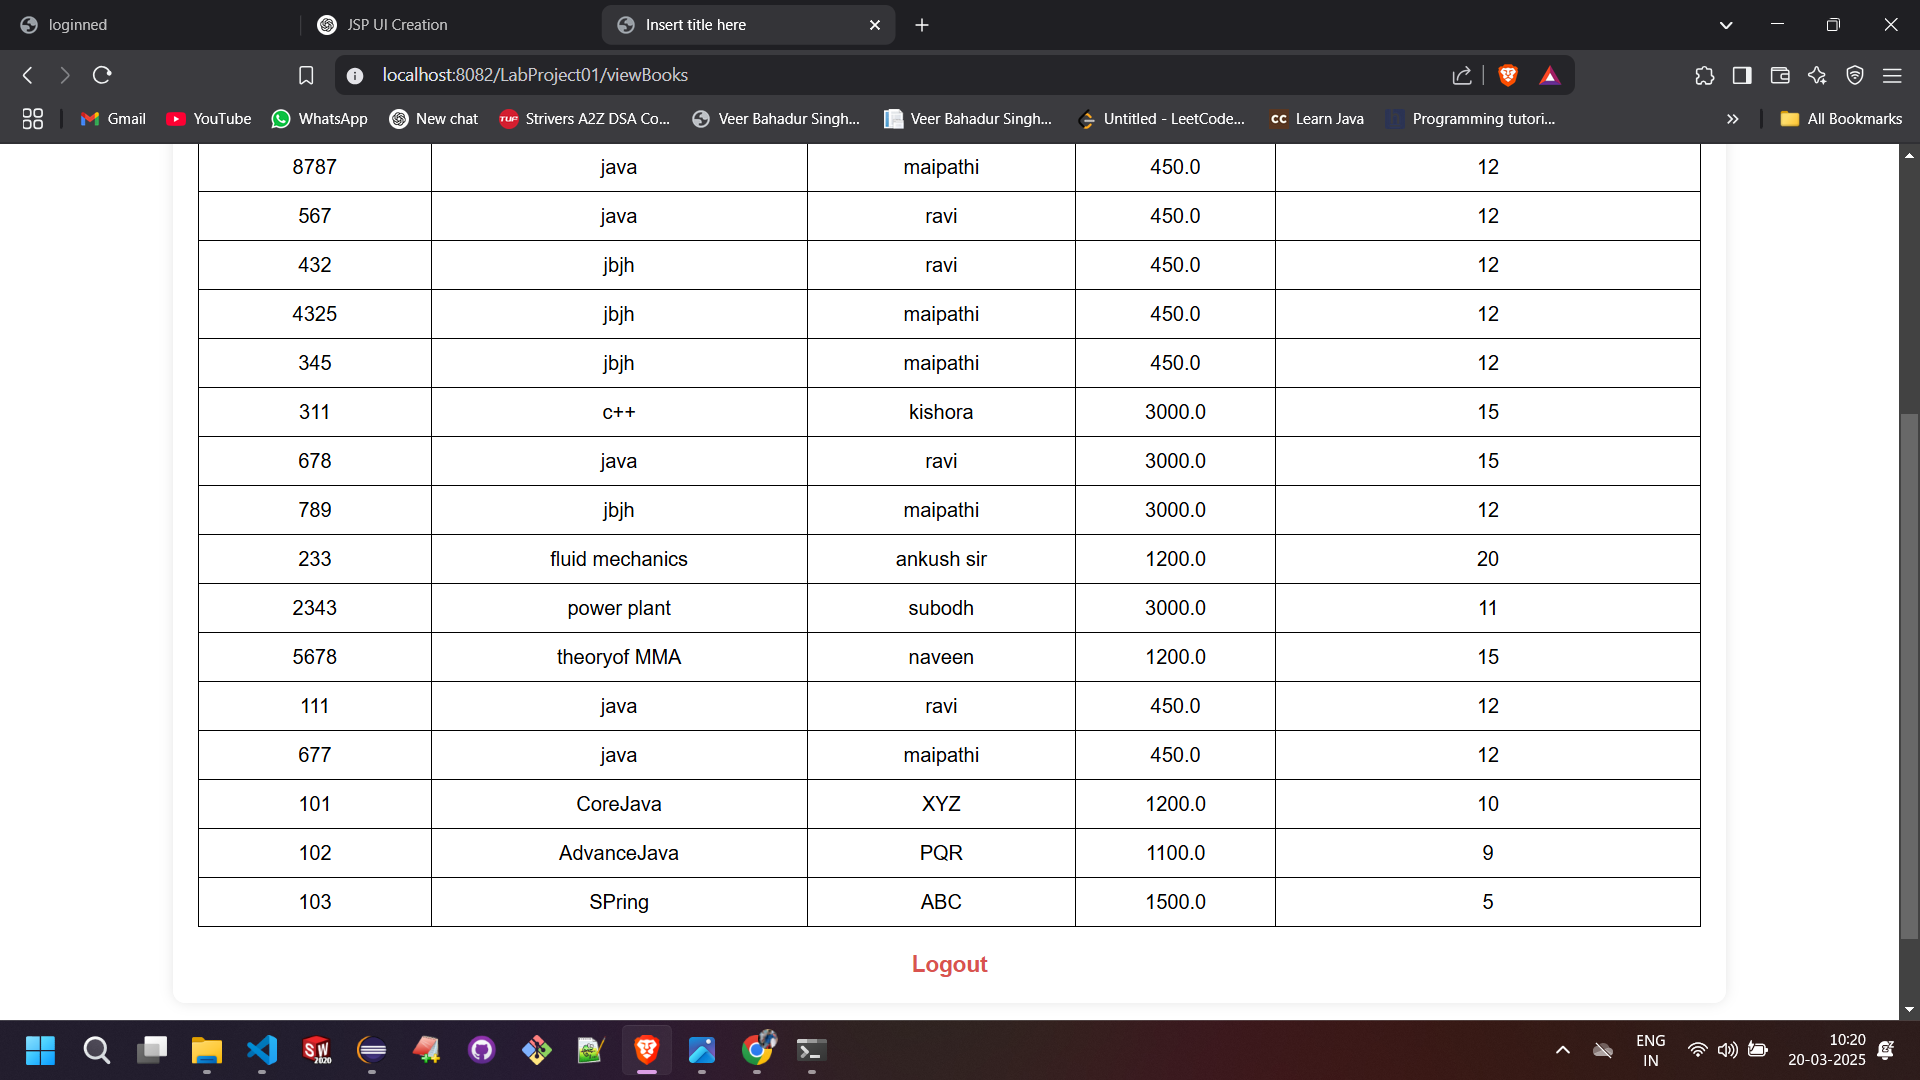 loginned
JSP UI Creation
Insert title here
localhost:8082/LabProject01/viewBooks
Gmail
YouTube
WhatsApp
New chat
TUF
Strivers A2Z DSA Co...
Veer Bahadur Singh...
Veer Bahadur Singh...
Untitled - LeetCode...
CC
Learn Java
Programming tutori...
All Bookmarks
8787 java maipathi 450.0 12
567 java ravi 450.0 12
432 jbjh ravi 450.0 12
4325 jbjh maipathi 450.0 12
345 jbjh maipathi 450.0 12
311 c++ kishora 3000.0 15
678 java ravi 3000.0 15
789 jbjh maipathi 3000.0 12
233 fluid mechanics ankush sir 1200.0 20
2343 power plant subodh 3000.0 11
5678 theoryof MMA naveen 1200.0 15
111 java ravi 450.0 12
677 java maipathi 450.0 12
101 CoreJava XYZ 1200.0 10
102 AdvanceJava PQR 1100.0 9
103 SPring ABC 1500.0 5
Logout
SW
2020
ENG
IN
10:20
20-03-2025